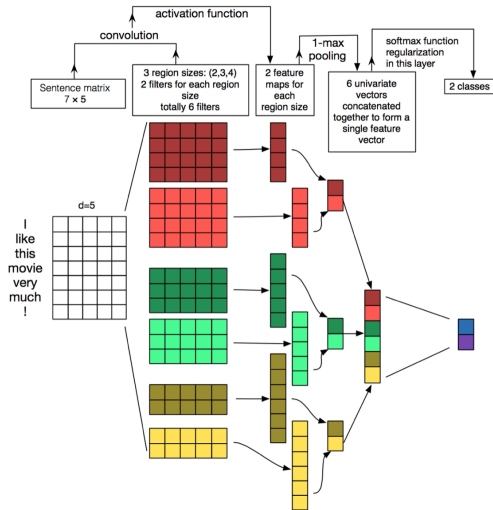 activation function
convolution
1-max
pooling
softmax function
regularization
in this layer
Sentence matrix
7 × 5
3 region sizes: (2,3,4)
2 filters for each region
size
totally 6 filters
2 feature
maps for
each
region size
6 univariate
vectors
concatenated
together to form a
single feature
vector
2 classes
d=5
I
like
this
movie
very
much
!